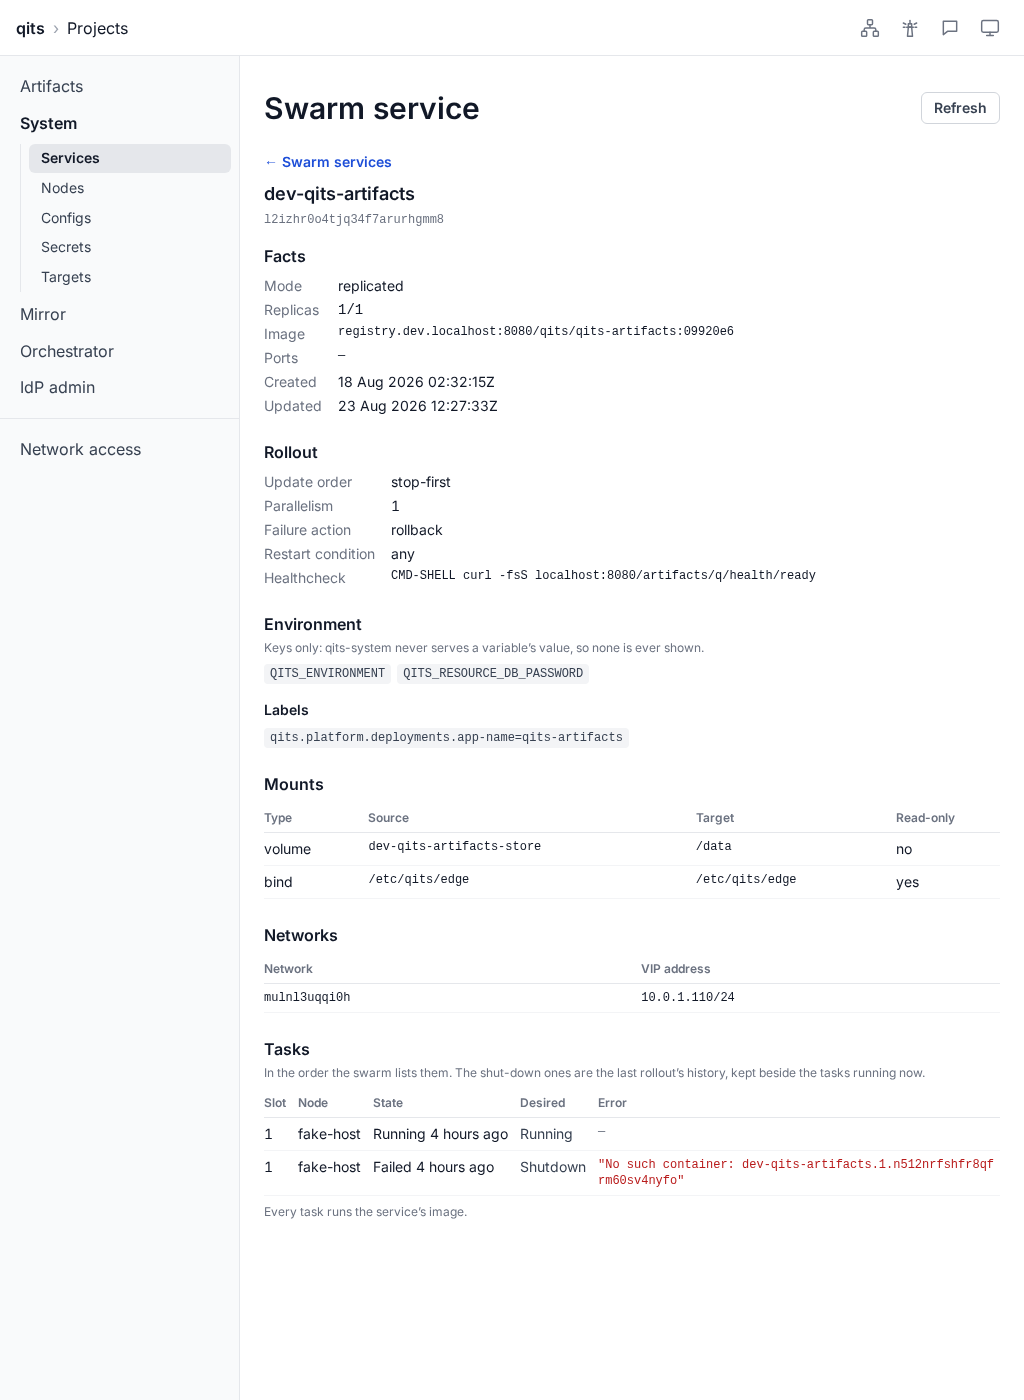 qits › Projects
Artifacts
System
Services
Nodes
Configs
Secrets
Targets
Mirror
Orchestrator
IdP admin
Network access
Swarm service
Refresh
← Swarm services
dev-qits-artifacts
l2izhr0o4tjq34f7arurhgmm8
Facts
Mode replicated
Replicas 1/1
Image registry.dev.localhost:8080/qits/qits-artifacts:09920e6
Ports —
Created 18 Aug 2026 02:32:15Z
Updated 23 Aug 2026 12:27:33Z
Rollout
Update order stop-first
Parallelism 1
Failure action rollback
Restart condition any
Healthcheck CMD-SHELL curl -fsS localhost:8080/artifacts/q/health/ready
Environment
Keys only: qits-system never serves a variable’s value, so none is ever shown.
QITS_ENVIRONMENT QITS_RESOURCE_DB_PASSWORD
Labels
qits.platform.deployments.app-name=qits-artifacts
Mounts
Type Source Target Read-only
volume dev-qits-artifacts-store /data no
bind /etc/qits/edge /etc/qits/edge yes
Networks
Network VIP address
mulnl3uqqi0h 10.0.1.110/24
Tasks
In the order the swarm lists them. The shut-down ones are the last rollout’s history, kept beside the tasks running now.
Slot Node State Desired Error
1 fake-host Running 4 hours ago Running —
1 fake-host Failed 4 hours ago Shutdown "No such container: dev-qits-artifacts.1.n512nrfshfr8qf
rm60sv4nyfo"
Every task runs the service’s image.